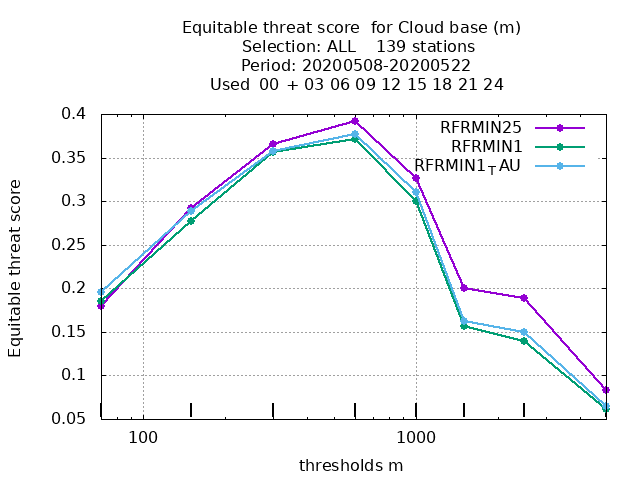 Equitable threat score  for Cloud base (m)
Selection: ALL    139 stations
Period: 20200508-20200522
Used  00 + 03 06 09 12 15 18 21 24
RFRMIN25
RFRMIN1
RFRMIN1TAU
Equitable threat score
0.4
0.35
0.3
0.25
0.2
0.15
0.1
0.05
100
1000
thresholds m